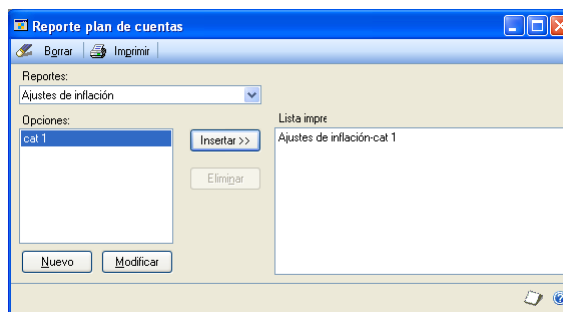 Reporte plan de cuentas
Borrar Imprimir
Reportes:
Ajustes de inflación
Opciones:
cat 1
Insertar >>
Eliminar
Lista impre
Ajustes de inflación-cat 1
Nuevo Modificar